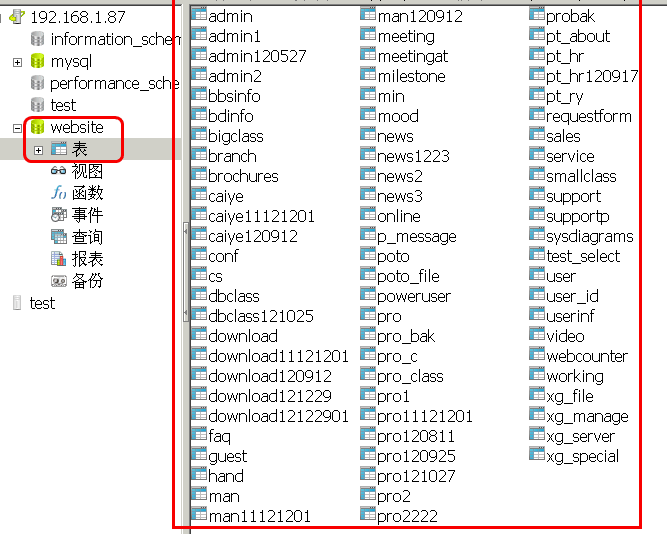 192.168.1.87
information_schem
mysql
performance_sche
test
website
表
视图
函数
事件
查询
报表
备份
test
admin
admin1
admin120527
admin2
bbsinfo
bdinfo
bigclass
branch
brochures
caiye
caiye11121201
caiye120912
conf
cs
dbclass
dbclass121025
download
download11121201
download120912
download121229
download12122901
faq
guest
hand
man
man11121201
man120912
meeting
meetingat
milestone
min
mood
news
news1223
news2
news3
online
p_message
poto
poto_file
poweruser
pro
pro_bak
pro_c
pro_class
pro1
pro11121201
pro120811
pro120925
pro121027
pro2
pro2222
probak
pt_about
pt_hr
pt_hr120917
pt_ry
requestform
sales
service
smallclass
support
supportp
sysdiagrams
test_select
user
user_id
userinf
video
webcounter
working
xg_file
xg_manage
xg_server
xg_special